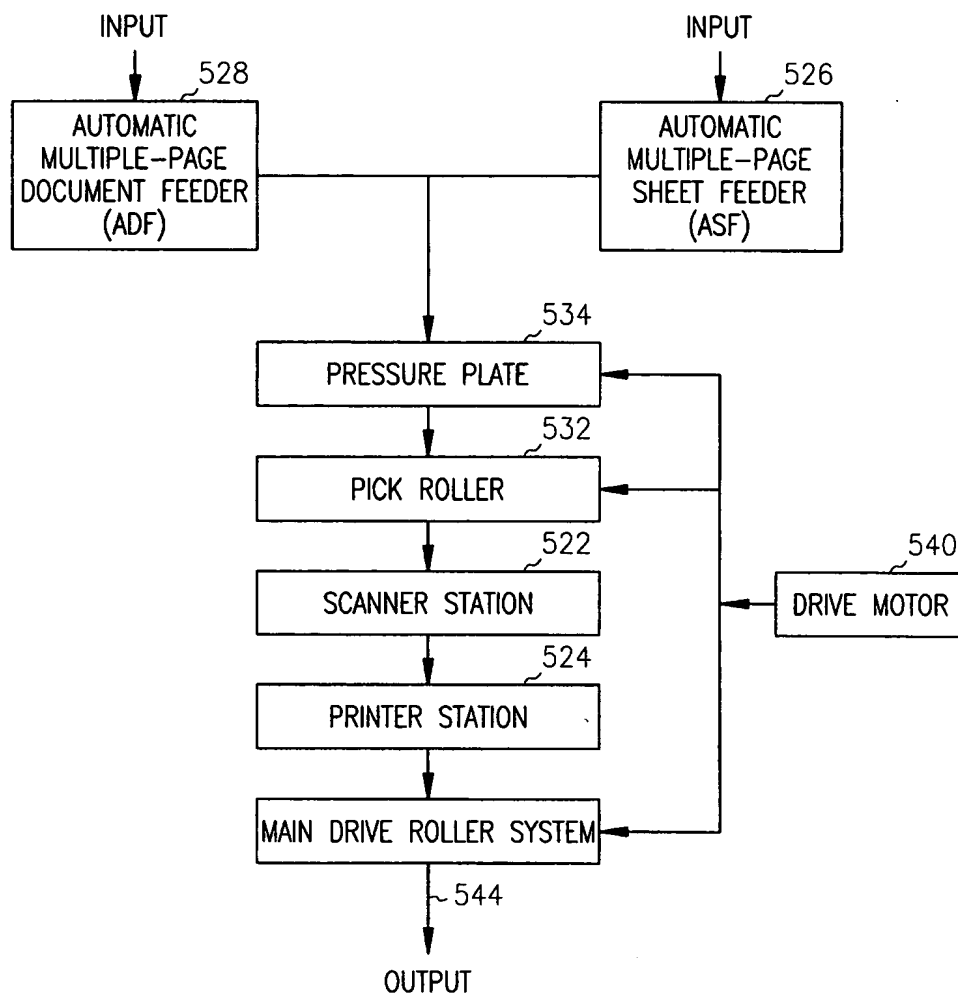 INPUT
INPUT
528
526
AUTOMATIC
MULTIPLE-PAGE
DOCUMENT FEEDER
(ADF)
AUTOMATIC
MULTIPLE-PAGE
SHEET FEEDER
(ASF)
534
PRESSURE PLATE
532
PICK ROLLER
522
SCANNER STATION
540
DRIVE MOTOR
524
PRINTER STATION
MAIN DRIVE ROLLER SYSTEM
544
OUTPUT